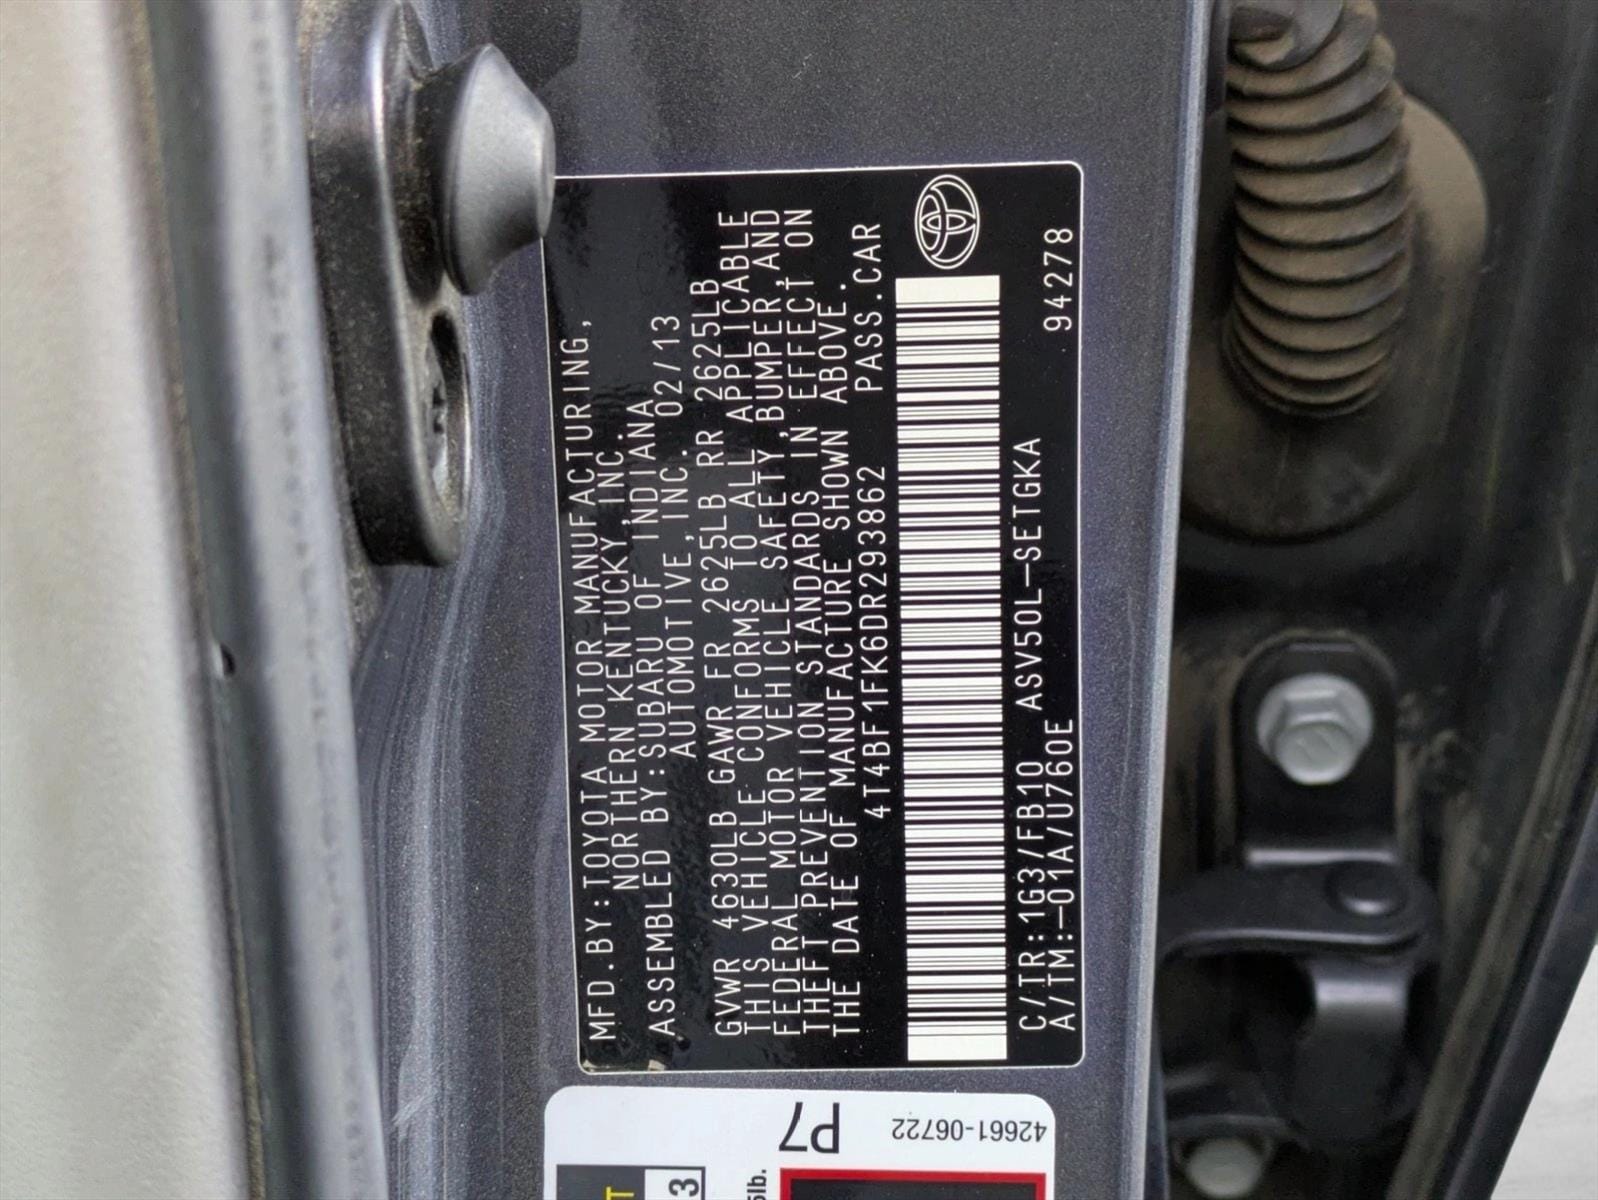 MFD.BY:TOYOTA MOTOR MANUFACTURING,
NORTHERN KENTUCKY,INC.
ASSEMBLED BY:SUBARU OF INDIANA
AUTOMOTIVE,INC. 02/13
GVWR 4630LB GAWR FR 2625LB RR 2625LB
THIS VEHICLE CONFORMS TO ALL APPLICABLE
FEDERAL MOTOR VEHICLE SAFETY,BUMPER,AND
THEFT PREVENTION STANDARDS IN EFFECT ON
THE DATE OF MANUFACTURE SHOWN ABOVE.
4T4BF1FK6DR293862 PASS.CAR
C/TR:1G3/FB10 ASV50L-SETGKA
A/TM:-01A/U760E 94278
42661-06722
P7